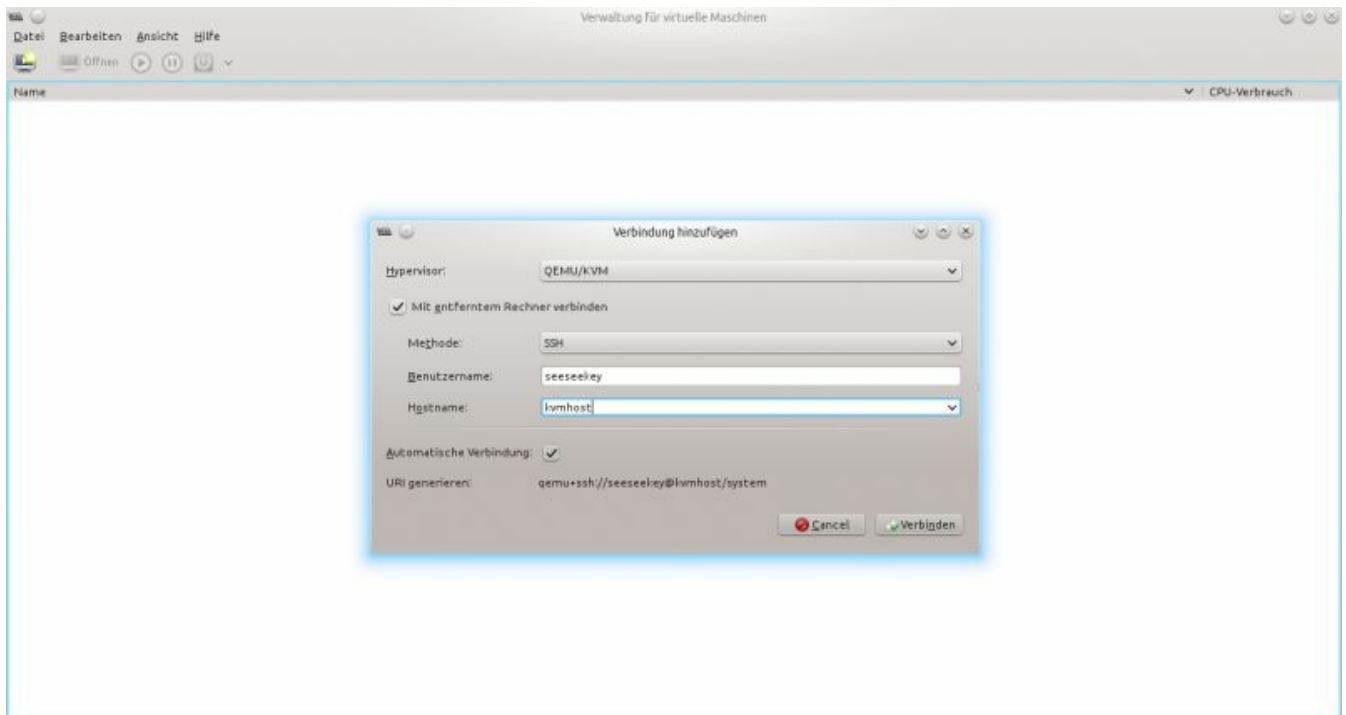 Verwaltung für virtuelle Maschinen
Datei Bearbeiten Ansicht Hilfe
Öffnen
Name CPU-Verbrauch
Verbindung hinzufügen
Hypervisor: QEMU/KVM
Mit entferntem Rechner verbinden
Methode: SSH
Benutzername: seeseekey
Hostname: kvmhost
Automatische Verbindung:
URI generieren: qemu+ssh://seeseekey@kvmhost/system
Cancel Verbinden